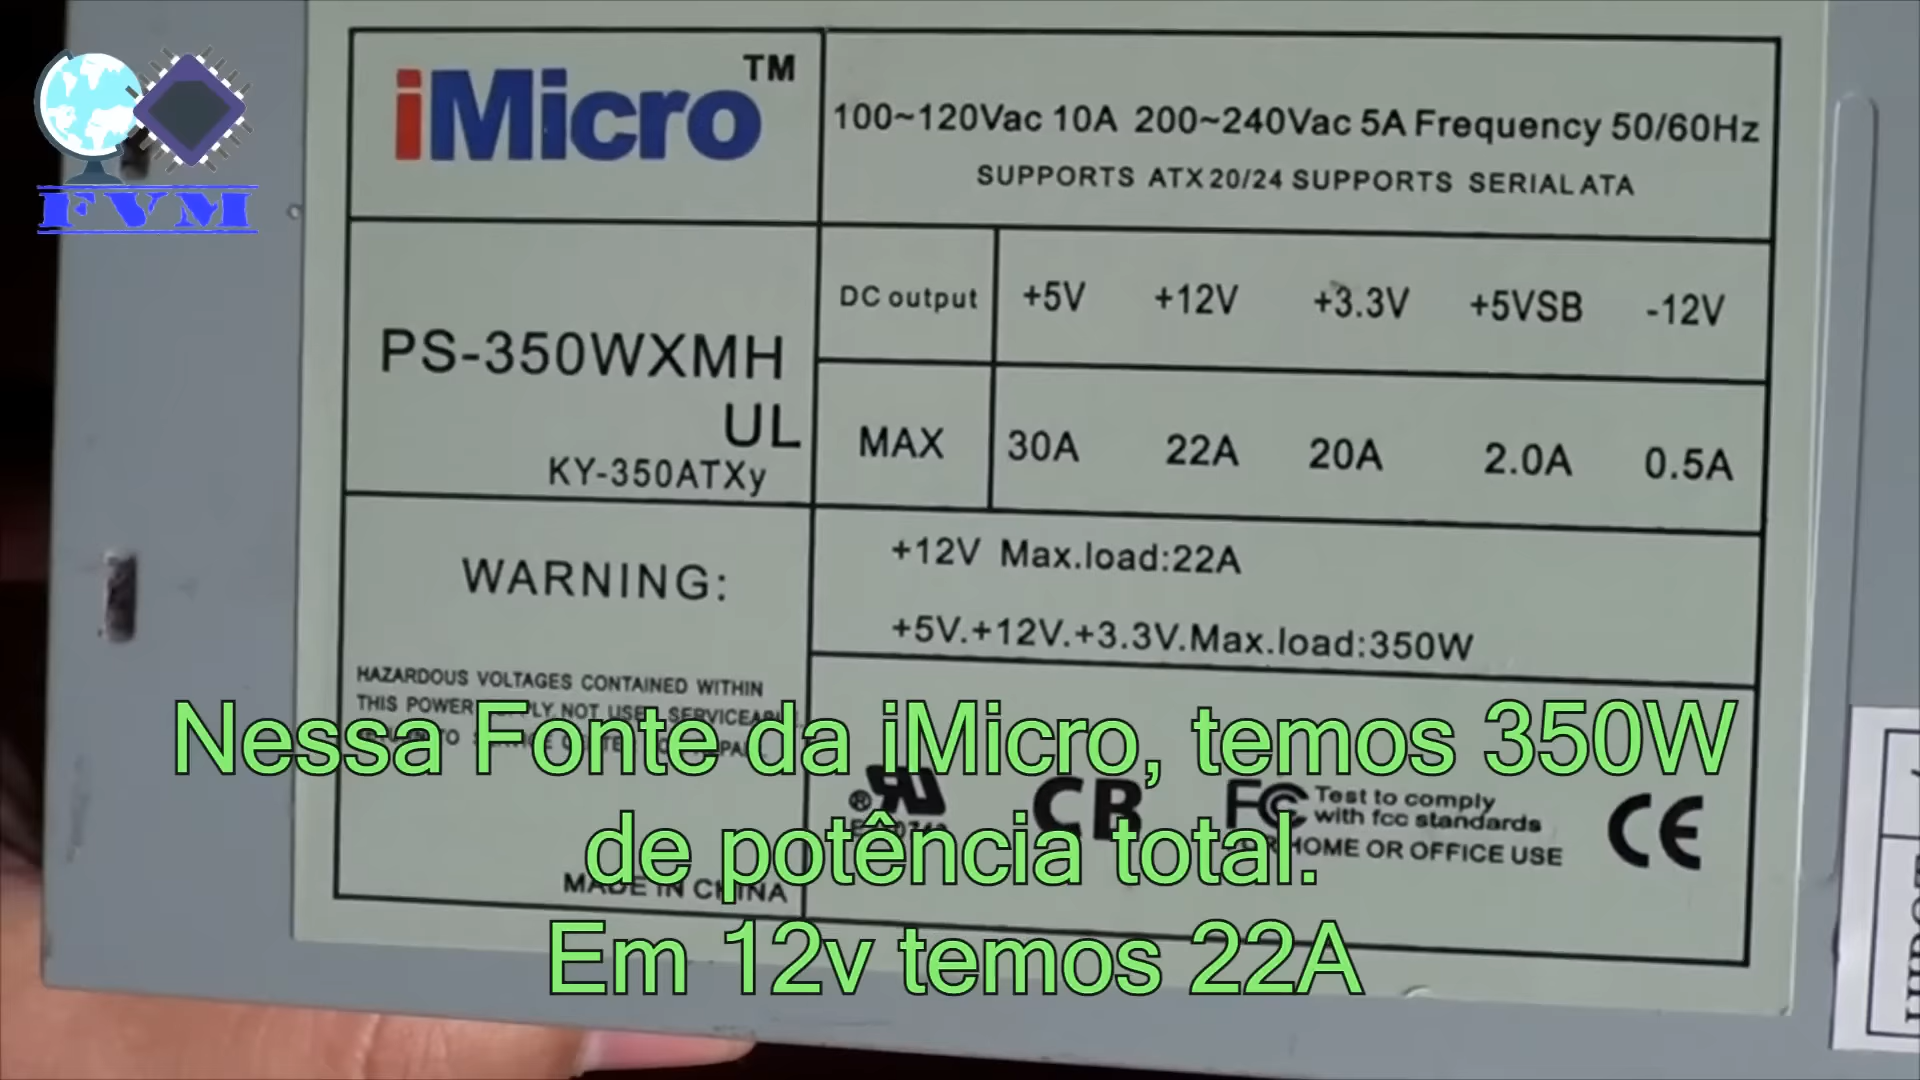 FVM
iMicro™
100~120Vac 10A 200~240Vac 5A Frequency 50/60Hz
SUPPORTS ATX 20/24 SUPPORTS SERIAL ATA
PS-350WXMH
UL
KY-350ATXy
DC output +5V +12V +3.3V +5VSB -12V
MAX 30A 22A 20A 2.0A 0.5A
+12V Max.load:22A
+5V.+12V.+3.3V.Max.load:350W
WARNING:
HAZARDOUS VOLTAGES CONTAINED WITHIN
THIS POWER NOT
Nessa Fonte da iMicro, temos 350W
de potência total.
Em 12v temos 22A
CB
FC Test to comply
with fcc standards
HOME OR OFFICE USE
CE
MADE IN CHINA